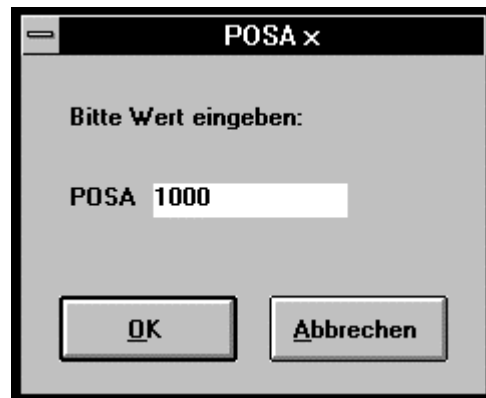 POSA x
Bitte Wert eingeben:
POSA 1000
OK
Abbrechen